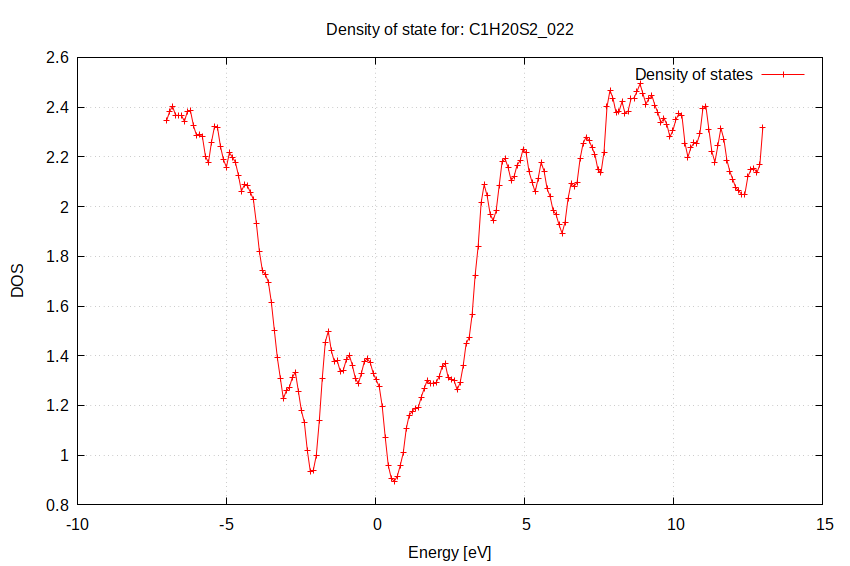 Density of state for: C1H20S2_022
Density of states
2.6
2.4
2.2
2
1.8
1.6
1.4
1.2
1
0.8
DOS
-10 -5 0 5 10 15
Energy [eV]